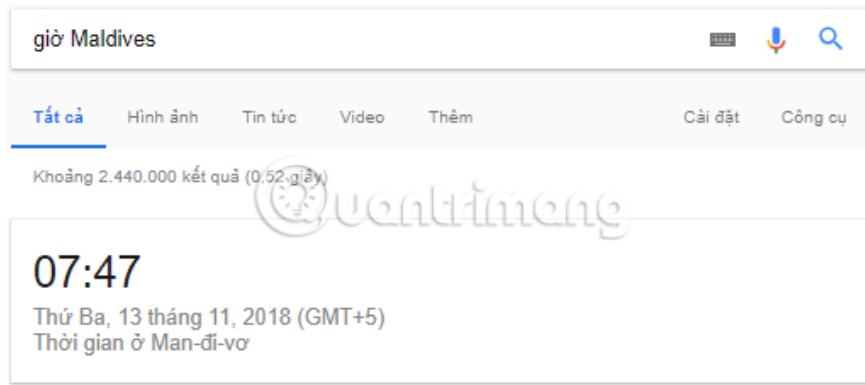 giờ Maldives
Tất cả Hình ảnh Tin tức Video Thêm Cài đặt Công cụ
Khoảng 2.440.000 kết quả (0,52 giây)
Quantrimang
07:47
Thứ Ba, 13 tháng 11, 2018 (GMT+5)
Thời gian ở Man-đi-vơ